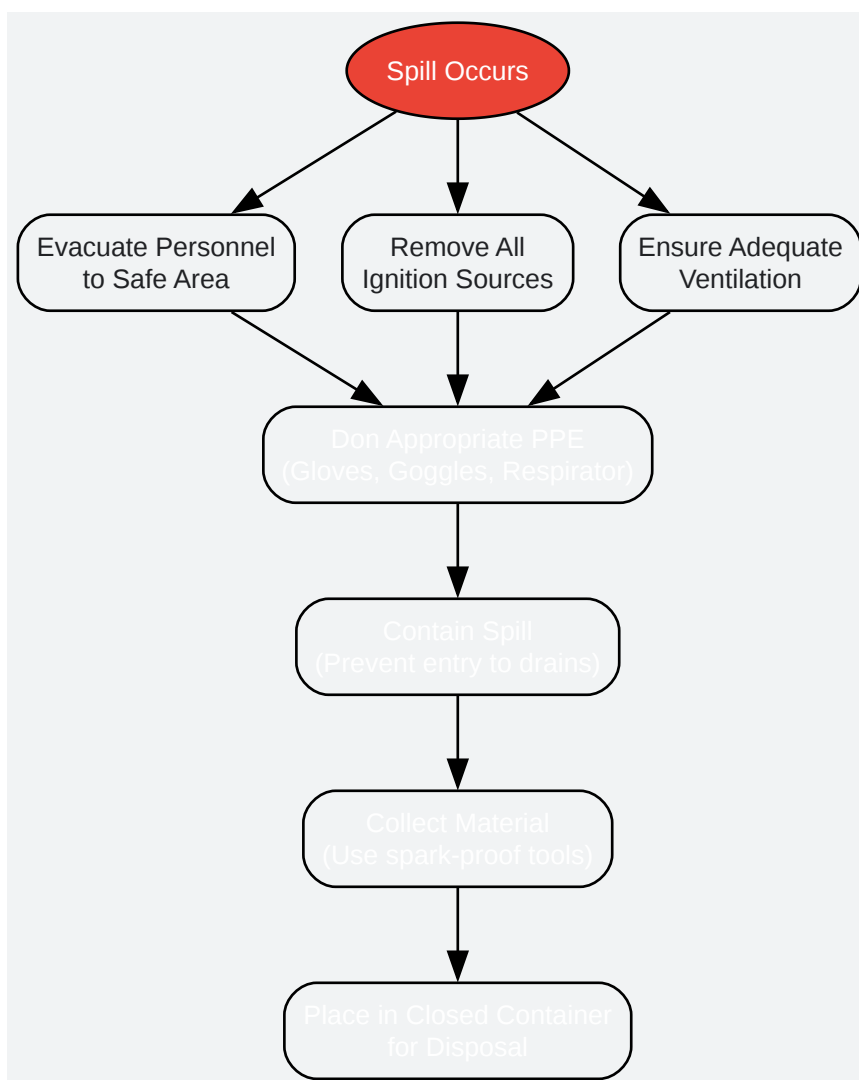 Spill Occurs
Evacuate Personnel
to Safe Area
Remove All
Ignition Sources
Ensure Adequate
Ventilation
Don Appropriate PPE
(Gloves, Goggles, Respirator)
Contain Spill
(Prevent entry to drains)
Collect Material
(Use spark-proof tools)
Place in Closed Container
for Disposal